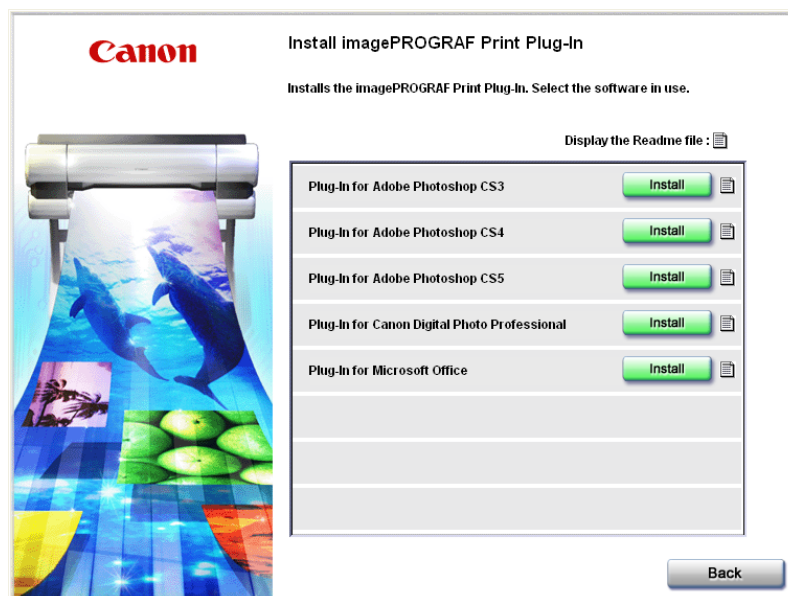 Canon
Install imagePROGRAF Print Plug-In
Installs the imagePROGRAF Print Plug-In. Select the software in use.
Display the Readme file :
Plug-In for Adobe Photoshop CS3 Install
Plug-In for Adobe Photoshop CS4 Install
Plug-In for Adobe Photoshop CS5 Install
Plug-In for Canon Digital Photo Professional Install
Plug-In for Microsoft Office Install
Back